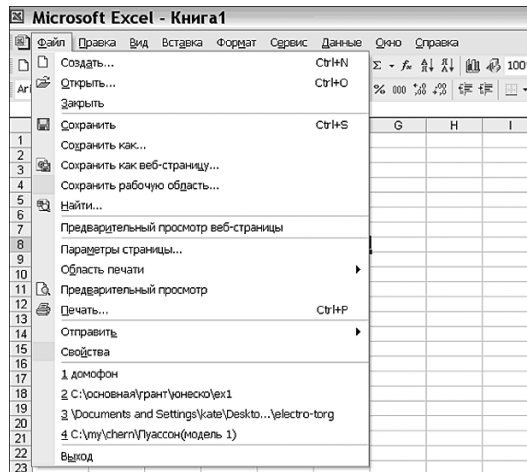 Microsoft Excel - Книга1
Файл Правка Вид Вставка Формат Сервис Данные Окно Справка
Создать... Ctrl+N
Открыть... Ctrl+O
Закрыть
Сохранить Ctrl+S
Сохранить как...
Сохранить как веб-страницу...
Сохранить рабочую область...
Найти...
Предварительный просмотр веб-страницы
Параметры страницы...
Область печати
Предварительный просмотр
Печать... Ctrl+P
Отправить
Свойства
1 домофон
2 C:\основная\грант\юнеско\ex1
3 \Documents and Settings\kate\Deskto...\electro-torg
4 C:\my\chern\Пуассон(модель 1)
Выход
Σ fx 100
Ari % 000
G H I
1
2
3
4
5
6
7
8
9
10
11
12
13
14
15
16
17
18
19
20
21
22
23